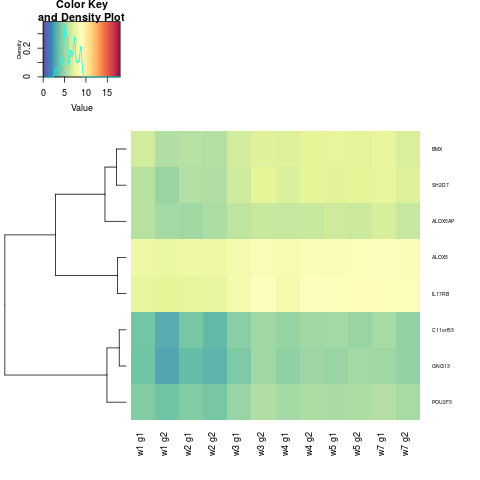 Color Key
and Density Plot
Density
0 0.2
0 5 10 15
Value
BMX
SH2D7
ALOX5AP
ALOX5
IL17RB
C11orf53
GNG13
POU2F3
w1 g1 w1 g2 w2 g1 w2 g2 w3 g1 w3 g2 w4 g1 w4 g2 w5 g1 w5 g2 w7 g1 w7 g2